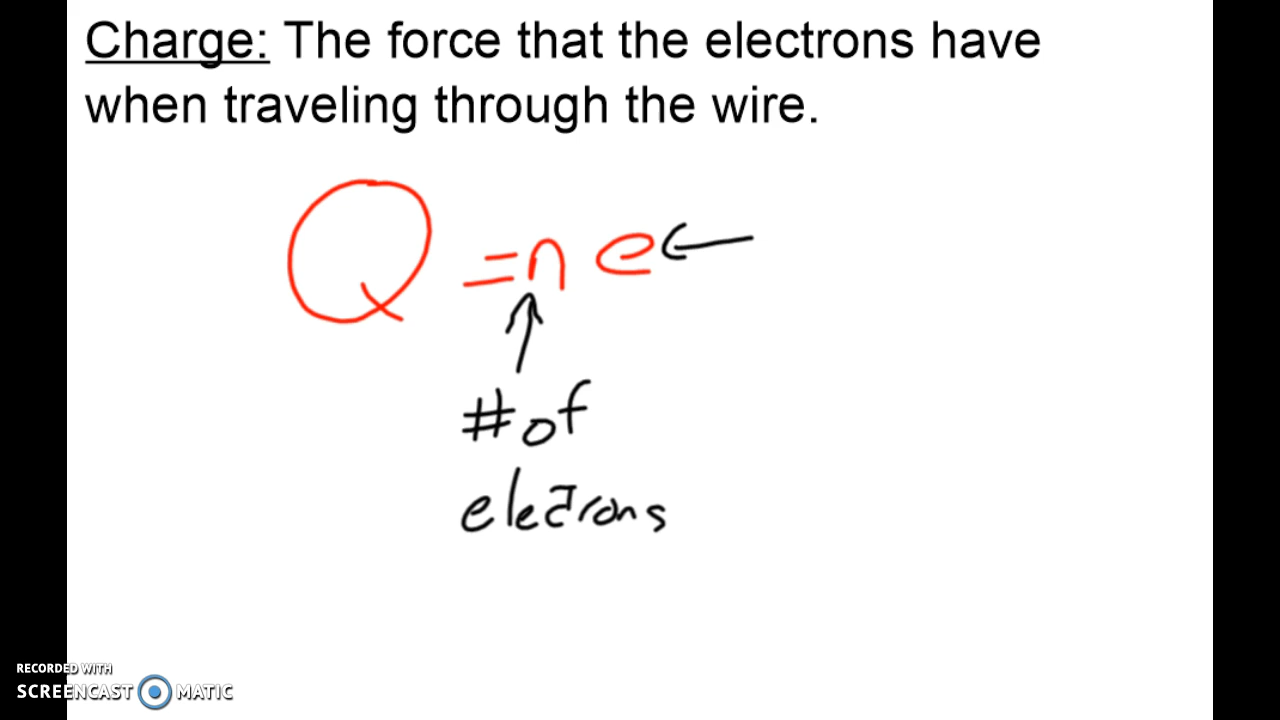 Charge: The force that the electrons have
when traveling through the wire.
Q = n e
# of
electrons
RECORDED WITH
SCREENCAST MATIC